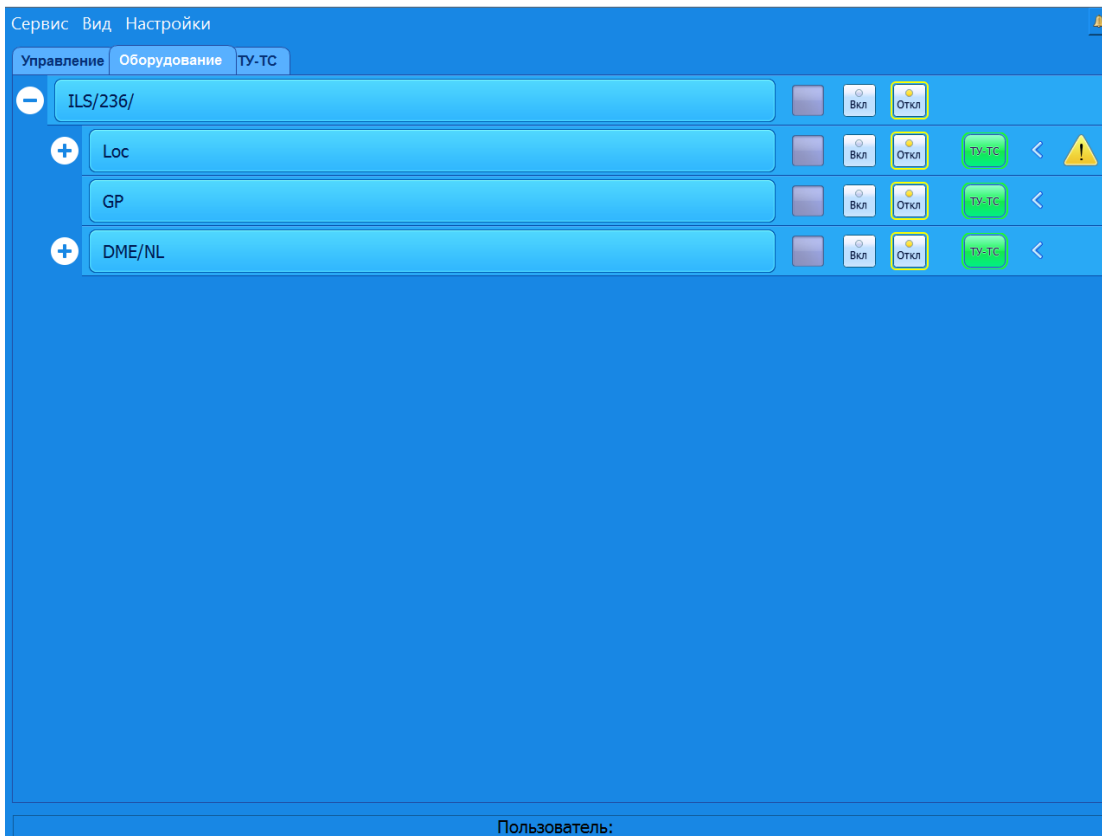 Сервис Вид Настройки
Управление Оборудование ТУ-ТС
ILS/236/ Вкл Откл
Loc Вкл Откл ТУ-ТС
GP Вкл Откл ТУ-ТС
DME/NL Вкл Откл ТУ-ТС
Пользователь: